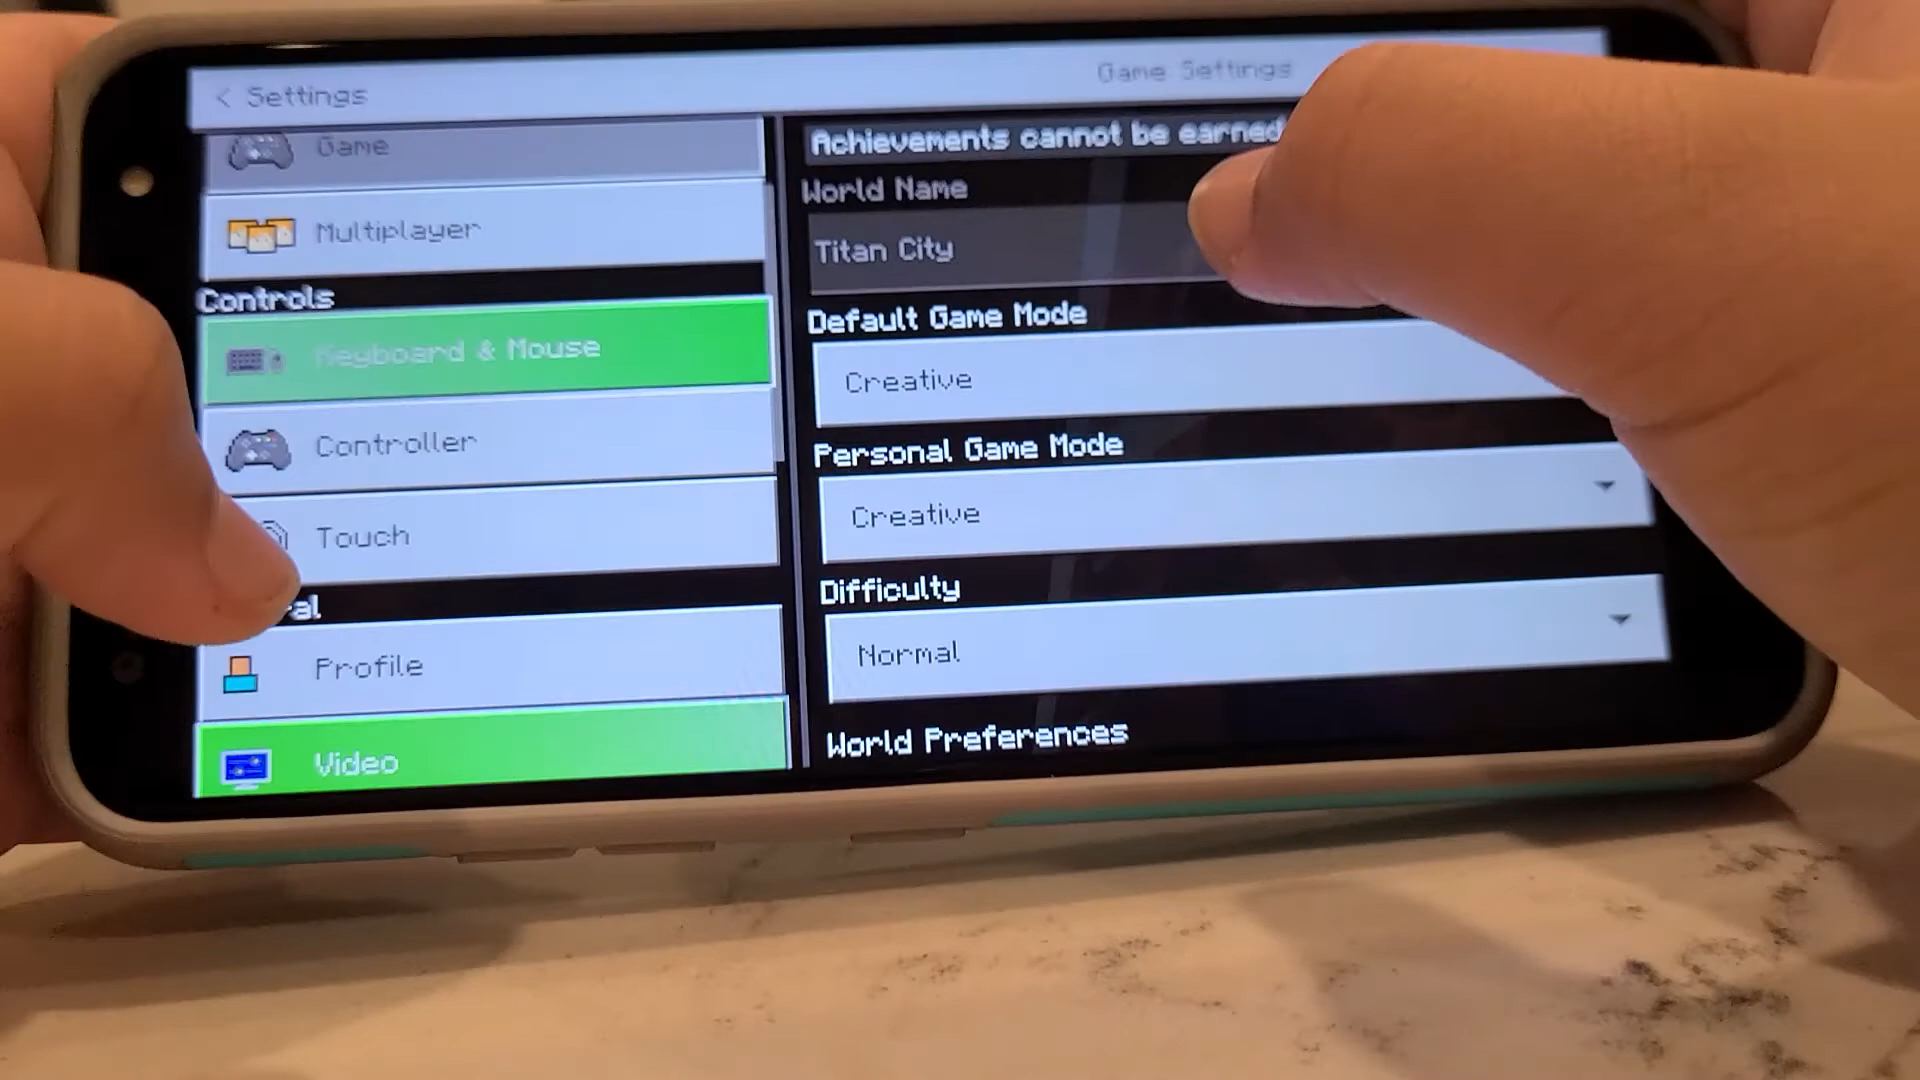 < Settings
Game Settings
Game
Multiplayer
Controls
Keyboard & Mouse
Controller
Touch
Profile
Video
Achievements cannot be earned
World Name
Titan City
Default Game Mode
Creative
Personal Game Mode
Creative
Difficulty
Normal
World Preferences